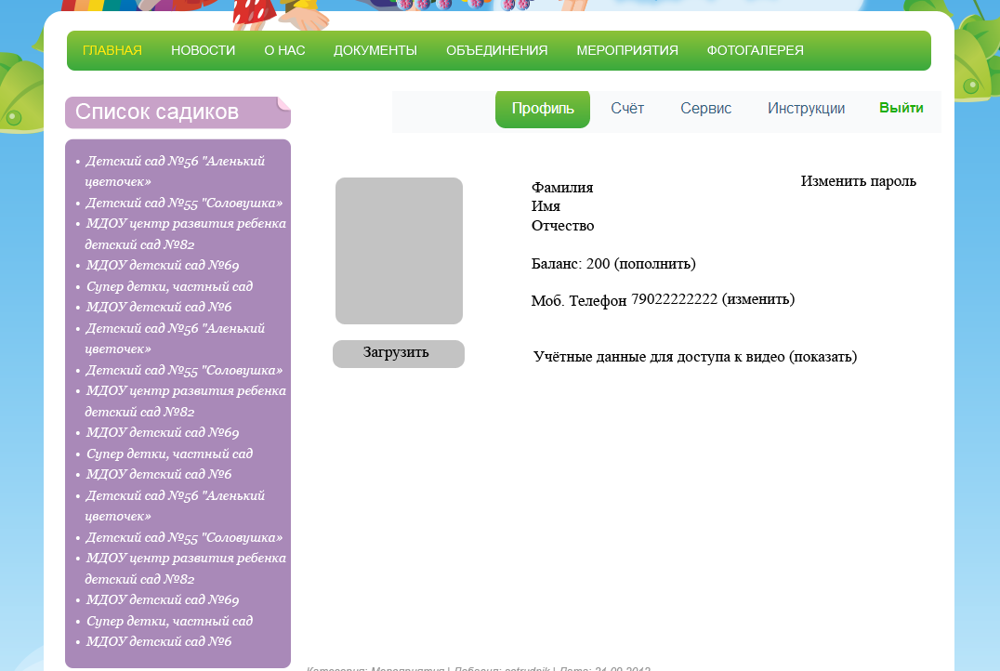 ГЛАВНАЯ НОВОСТИ О НАС ДОКУМЕНТЫ ОБЪЕДИНЕНИЯ МЕРОПРИЯТИЯ ФОТОГАЛЕРЕЯ
Список садиков
Профиль Счёт Сервис Инструкции Выйти
• Детский сад №56 "Аленький
цветочек»
• Детский сад №55 "Соловушка»
• МДОУ центр развития ребенка
детский сад №82
• МДОУ детский сад №69
• Супер детки, частный сад
• МДОУ детский сад №6
• Детский сад №56 "Аленький
цветочек»
• Детский сад №55 "Соловушка»
• МДОУ центр развития ребенка
детский сад №82
• МДОУ детский сад №69
• Супер детки, частный сад
• МДОУ детский сад №6
• Детский сад №56 "Аленький
цветочек»
• Детский сад №55 "Соловушка»
• МДОУ центр развития ребенка
детский сад №82
• МДОУ детский сад №69
• Супер детки, частный сад
• МДОУ детский сад №6
Загрузить
Фамилия
Имя
Отчество
Изменить пароль
Баланс: 200 (пополнить)
Моб. Телефон 79022222222 (изменить)
Учётные данные для доступа к видео (показать)
Категория: Мероприятия |